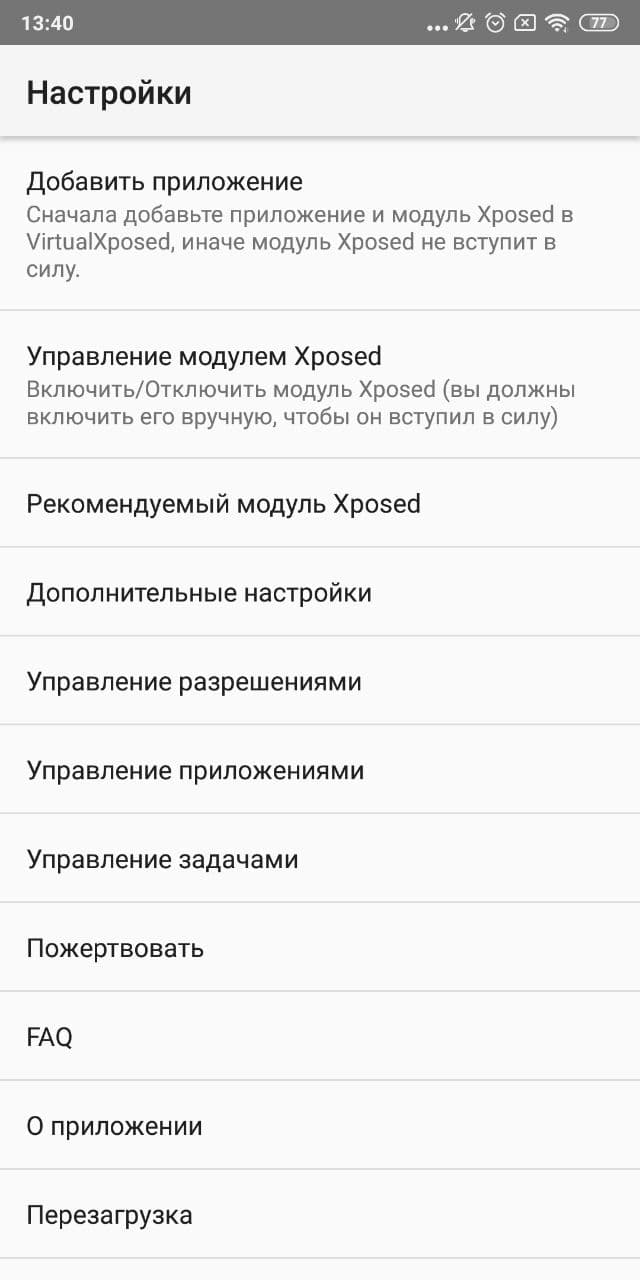 13:40
77
Настройки
Добавить приложение
Сначала добавьте приложение и модуль Xposed в
VirtualXposed, иначе модуль Xposed не вступит в
силу.
Управление модулем Xposed
Включить/Отключить модуль Xposed (вы должны
включить его вручную, чтобы он вступил в силу)
Рекомендуемый модуль Xposed
Дополнительные настройки
Управление разрешениями
Управление приложениями
Управление задачами
Пожертвовать
FAQ
О приложении
Перезагрузка